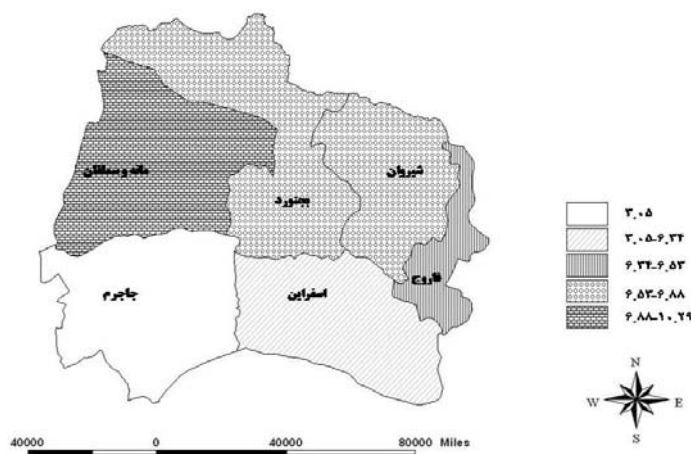 مانه و سملقان
شیروان
بجنورد
فاروج
جاجرم
اسفراین
۳.۰۵
۳.۰۵-۶.۳۴
۶.۳۴-۶.۵۳
۶.۵۳-۶.۸۸
۶.۸۸-۱۰.۲۹
N
W E
S
40000 0 40000 80000 Miles